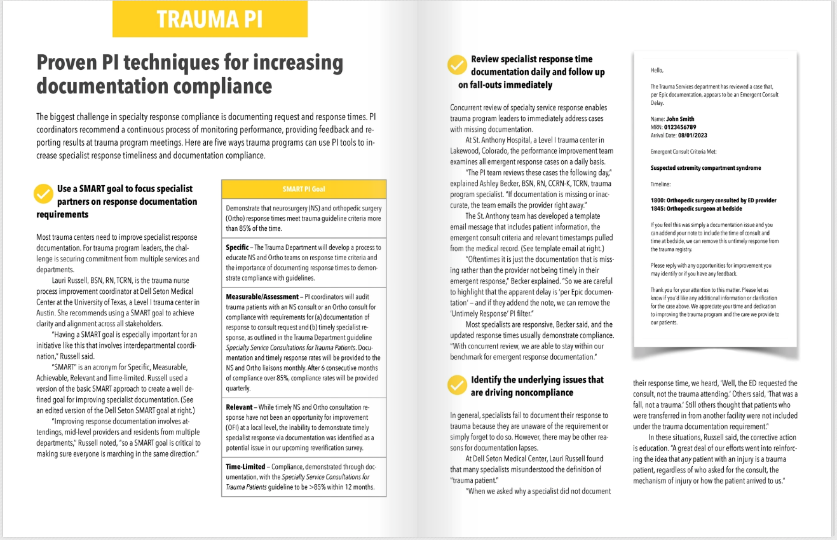 TRAUMA PI
Proven PI techniques for increasing
documentation compliance
The biggest challenge in specialty response compliance is documenting request and response times. PI
coordinators recommend a continuous process of monitoring performance, providing feedback and re-
porting results at trauma program meetings. Here are five ways trauma programs can use PI tools to in-
crease specialist response timeliness and documentation compliance.
Use a SMART goal to focus specialist
partners on response documentation
requirements
Most trauma centers need to improve specialist response
documentation. For trauma program leaders, the chal-
lenge is securing commitment from multiple services and
departments.
Lauri Russell, BSN, RN, TCRN, is the trauma nurse
process improvement coordinator at Dell Seton Medical
Center at the University of Texas, a Level I trauma center in
Austin. She recommends using a SMART goal to achieve
clarity and alignment across all stakeholders.
"Having a SMART goal is especially important for an
initiative like this that involves interdepartmental coordi-
nation," Russell said.
"SMART" is an acronym for Specific, Measurable,
Achievable, Relevant and Time-limited. Russell used a
version of the basic SMART approach to create a well de-
fined goal for improving specialist documentation. (See
an edited version of the Dell Seton SMART goal at right.)
"Improving response documentation involves at-
tendings, mid-level providers and residents from multiple
departments," Russell noted, "so a SMART goal is critical to
making sure everyone is marching in the same direction."
SMART PI Goal
Demonstrate that neurosurgery (NS) and orthopedic surgery
(Ortho) response times meet trauma guideline criteria more
than 85% of the time.
Specific – The Trauma Department will develop a process to
educate NS and Ortho teams on response time criteria and
the importance of documenting response times to demon-
strate compliance with guidelines.
Measurable/Assessment – PI coordinators will audit
trauma patients with an NS consult or an Ortho consult for
compliance with requirements for (a) documentation of
response to consult request and (b) timely specialist re-
sponse, as outlined in the Trauma Department guideline
Specialty Service Consultations for Trauma Patients. Docu-
mentation and timely response rates will be provided to the
NS and Ortho liaisons monthly. After 6 consecutive months
of compliance over 85%, compliance rates will be provided
quarterly.
Relevant – While timely NS and Ortho consultation re-
sponse have not been an opportunity for improvement
(OFI) at a local level, the inability to demonstrate timely
specialist response via documentation was identified as a
potential issue in our upcoming reverification survey.
Time-Limited – Compliance, demonstrated through doc-
umentation, with the Specialty Service Consultations for
Trauma Patients guideline to be >85% within 12 months.
Review specialist response time
documentation daily and follow up
on fall-outs immediately
Concurrent review of specialty response enables
trauma program leaders to immediately address cases
with missing documentation.
At St. Anthony Hospital, a Level I trauma center in
Lakewood, Colorado, the performance improvement team
examines all emergent response cases on a daily basis.
"The PI team reviews these cases the following day,"
explained Ashley Becker, BSN, RN, CCRN-K, TCRN, trauma
program specialist. "If documentation is missing or inac-
curate, the team emails the provider right away."
The St. Anthony team has developed a template
email message that includes patient information, the
emergent consult criteria and relevant timestamps pulled
from the medical record. (See template email at right.)
"Oftentimes it is just the documentation that is miss-
ing rather than the provider not being timely in their
emergent response," Becker explained. "So we are careful
to highlight that the apparent delay is 'per Epic documen-
tation' – and if they addend the note, we can remove the
'Untimely Response' PI filter."
Most specialists are responsive, Becker said, and the
updated response times usually demonstrate compliance.
"With concurrent review, we are able to stay within our
benchmark for emergent response documentation."
Identify the underlying issues that
are driving noncompliance
In general, specialists fail to document their response to
trauma because they are unaware of the requirement or
simply forget to do so. However, there may be other rea-
sons for documentation lapses.
At Dell Seton Medical Center, Lauri Russell found
that many specialists misunderstood the definition of
"trauma patient."
"When we asked why a specialist did not document
Hello,
The Trauma Services department has reviewed a case that,
per Epic documentation, appears to be an Emergent Consult
Delay.
Name: John Smith
MRN: 0123456789
Arrival Date: 08/01/2023
Emergent Consult Criteria Met:
Suspected extremity compartment syndrome
Timeline:
1800: Orthopedic surgery consulted by ED provider
1845: Orthopedic surgeon at bedside
If you feel this was simply a documentation issue and you
can addend your note to include the time of consult and
time at bedside, we can remove this untimely response from
the trauma registry.
Please reply with any opportunities for improvement you
may identify or if you have any feedback.
Thank you for your attention to this matter. Please let us
know if you'd like any additional information or clarification
for the case above. We appreciate your time and dedication
to improving the trauma program and the care we provide to
our patients.
their response time, we heard, 'Well, the ED requested the
consult, not the trauma attending.' Others said, 'That was a
fall, not a trauma.' Still others thought that patients who
were transferred in from another facility were not included
under the trauma documentation requirement."
In these situations, Russell said, the corrective action
is education. "A great deal of our efforts went into reinforc-
ing the idea that any patient with an injury is a trauma
patient, regardless of who asked for the consult, the
mechanism of injury or how the patient arrived to us."